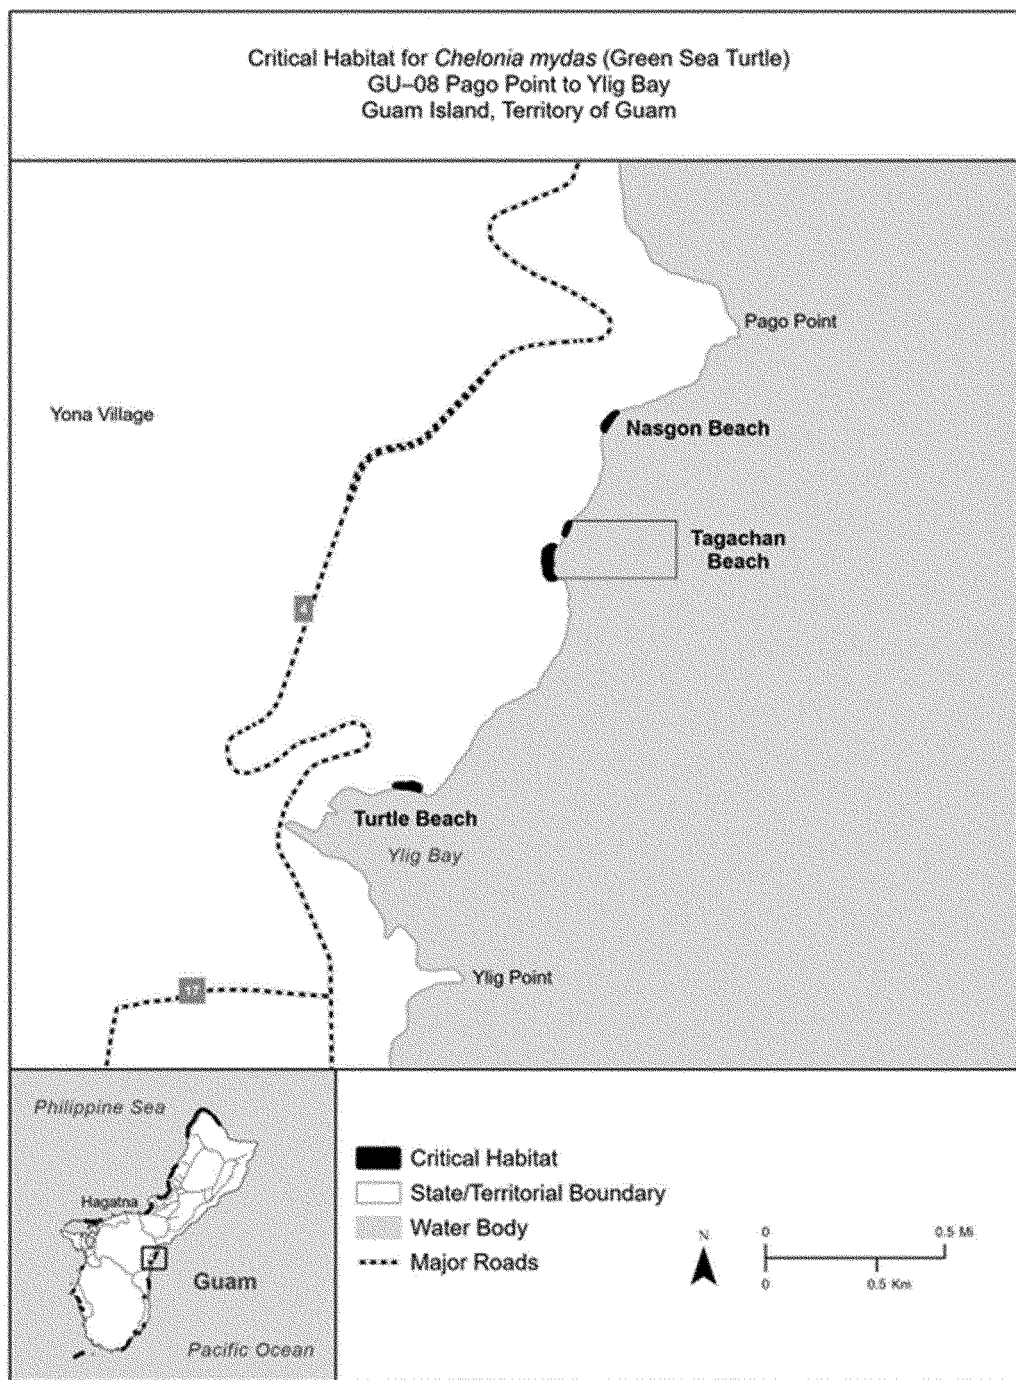 Critical Habitat for Chelonia mydas (Green Sea Turtle)
GU–08 Pago Point to Ylig Bay
Guam Island, Territory of Guam
Pago Point
Yona Village
Nasgon Beach
Tagachan
Beach
4
Turtle Beach
Ylig Bay
Ylig Point
17
Philippine Sea
Hagatna
Guam
Pacific Ocean
Critical Habitat
State/Territorial Boundary
Water Body
Major Roads
N
0 0.5 Mi
0 0.5 Km